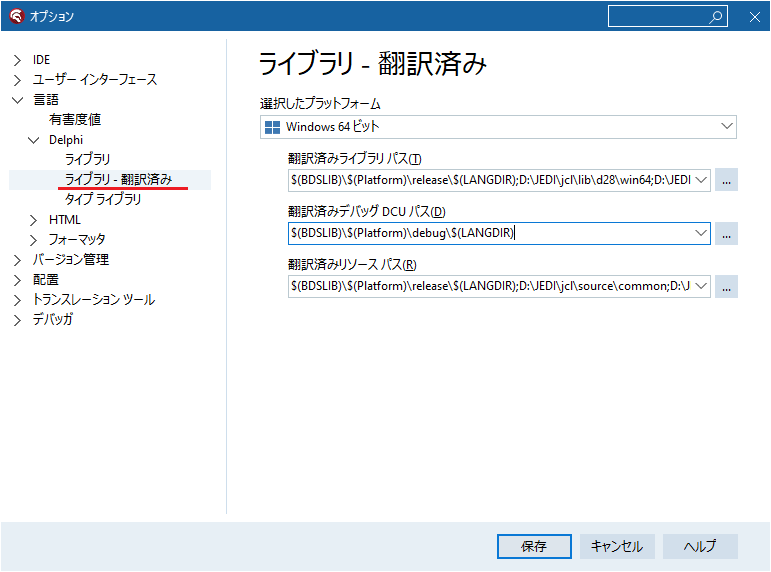 オプション
IDE
ユーザー インターフェース
言語
有害度値
Delphi
ライブラリ
ライブラリ - 翻訳済み
タイプ ライブラリ
HTML
フォーマッタ
バージョン管理
配置
トランスレーション ツール
デバッガ
ライブラリ - 翻訳済み
選択したプラットフォーム
Windows 64 ビット
翻訳済みライブラリ パス(T)
$(BDSLIB)\$(Platform)\release\$(LANGDIR);D:\JEDI\jcl\lib\d28\win64;D:\JEDI
...
翻訳済みデバッグ DCU パス(D)
$(BDSLIB)\$(Platform)\debug\$(LANGDIR)
...
翻訳済みリソース パス(R)
$(BDSLIB)\$(Platform)\release\$(LANGDIR);D:\JEDI\jcl\source\common;D:\J
...
保存
キャンセル
ヘルプ